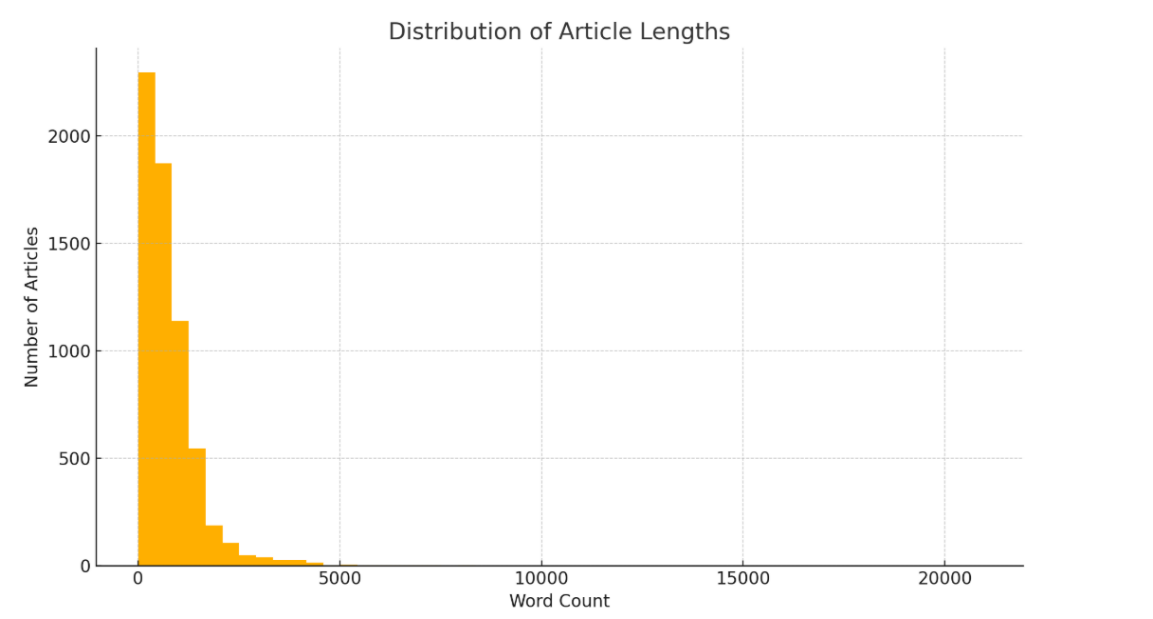 Distribution of Article Lengths
Number of Articles
2000
1500
1000
500
0
0 5000 10000 15000 20000
Word Count